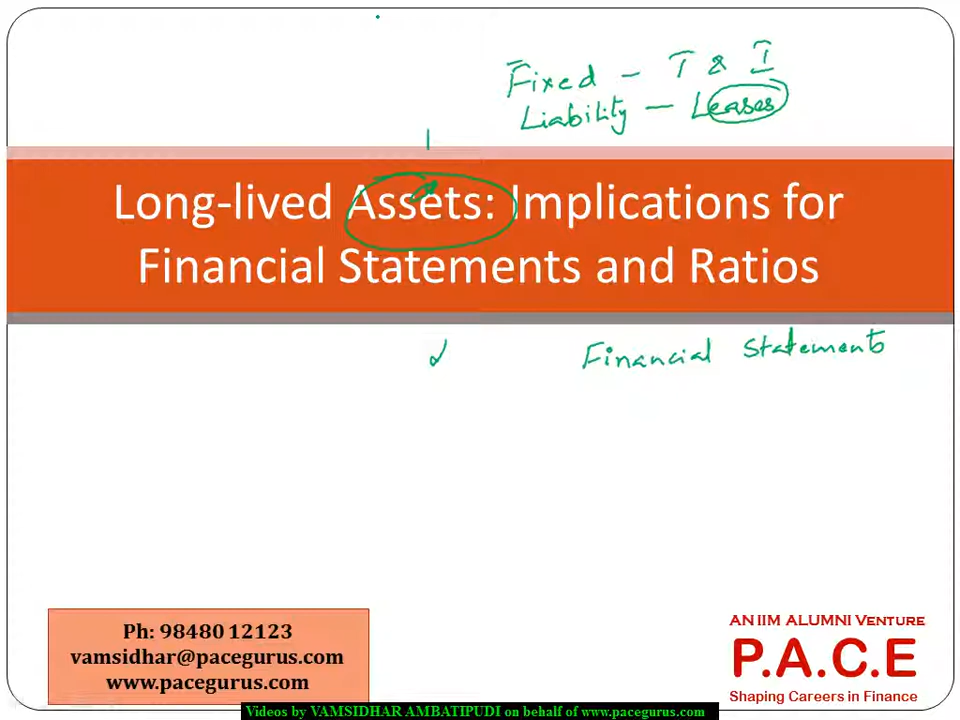 Fixed - T & I
Liability - Leases
1
Long-lived Assets: Implications for
Financial Statements and Ratios
2 Financial Statements
Ph: 98480 12123
vamsidhar@pacegurus.com
www.pacegurus.com
AN IIM ALUMNI VENTURE
P.A.C.E
Shaping Careers in Finance
Videos by VAMSIDHAR AMBATIPUDI on behalf of www.pacegurus.com